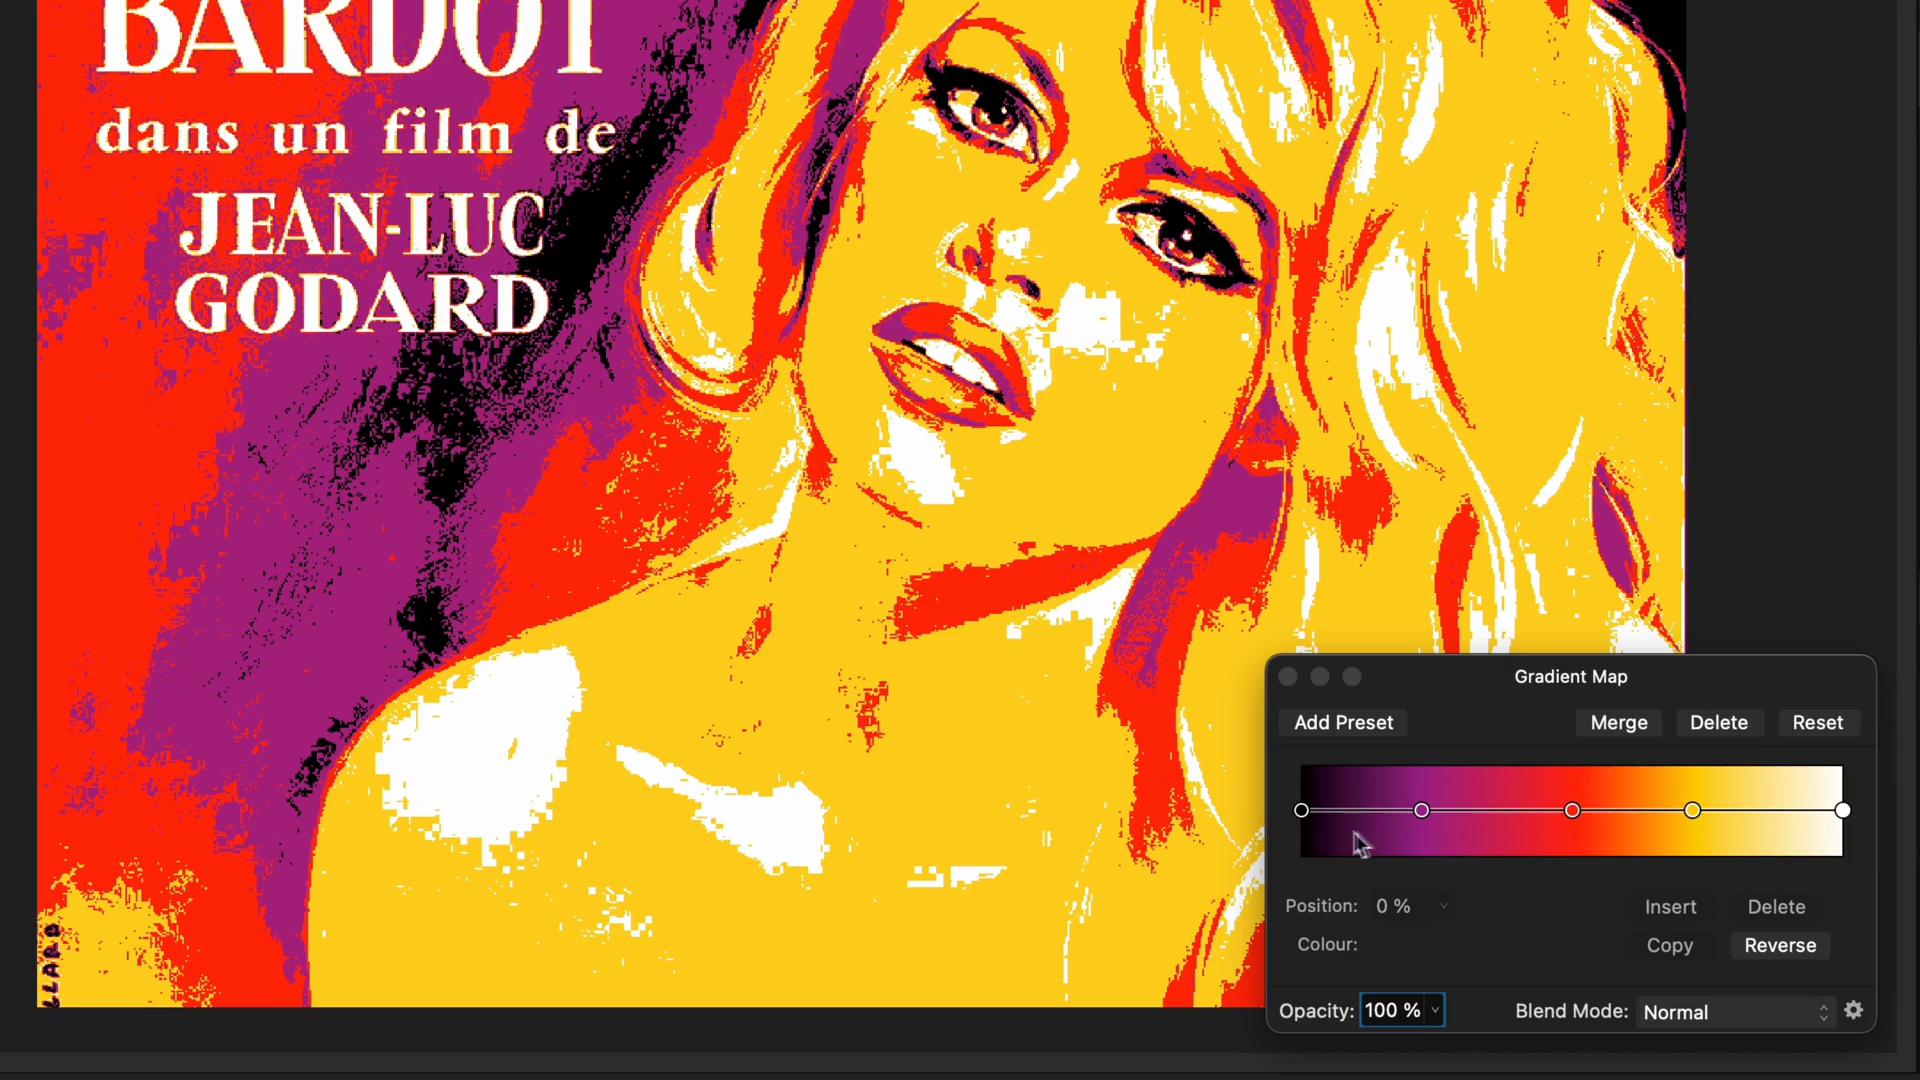 BARDOT
dans un film de
JEAN-LUC
GODARD
Gradient Map
Add Preset
Merge
Delete
Reset
Position: 0 %
Insert
Delete
Colour:
Copy
Reverse
Opacity: 100 %
Blend Mode: Normal